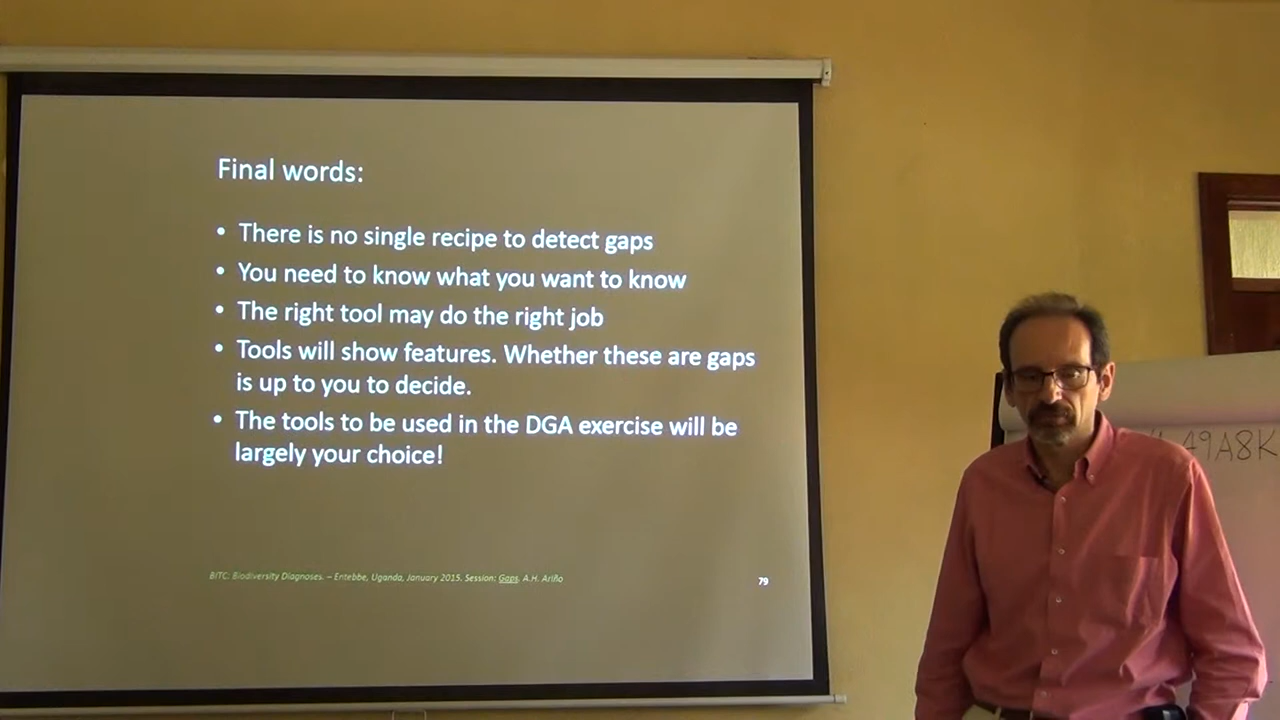 Final words:
• There is no single recipe to detect gaps
• You need to know what you want to know
• The right tool may do the right job
• Tools will show features. Whether these are gaps
is up to you to decide.
• The tools to be used in the DGA exercise will be
largely your choice!
BITC: Biodiversity Diagnoses. – Entebbe, Uganda, January 2015. Session: Gaps. A.H. Ariño
79
49A8K